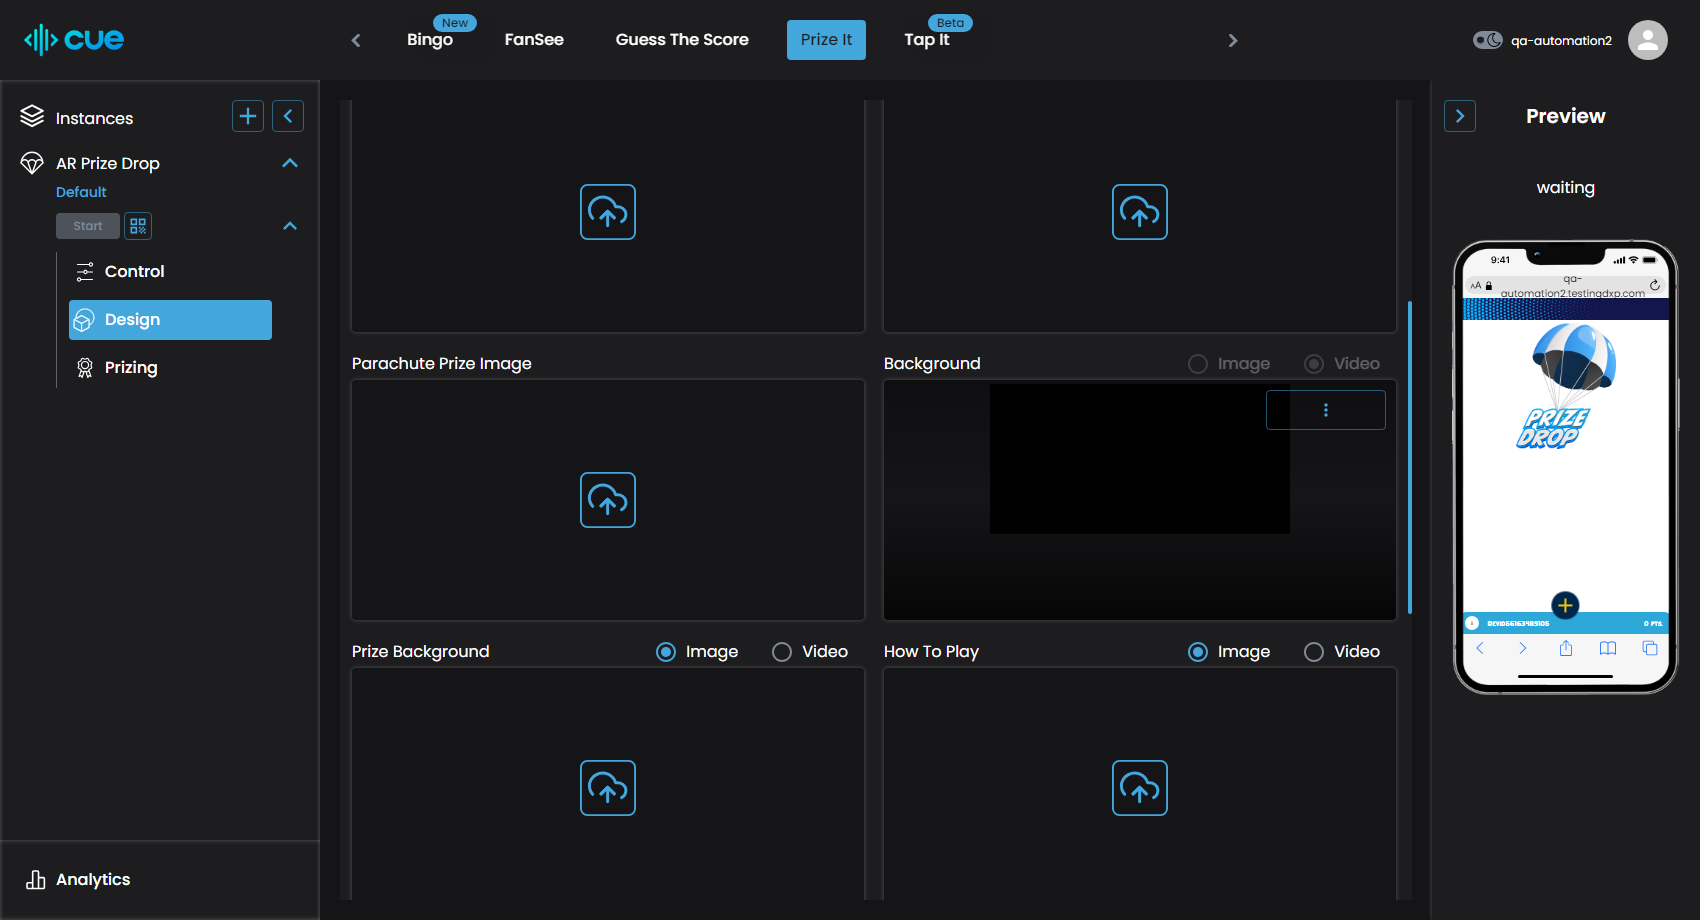 cue
Bingo
New
FanSee
Guess The Score
Prize It
Tap It
Beta
qa-automation2
Instances
AR Prize Drop
Default
Start
Control
Design
Prizing
Analytics
Parachute Prize Image
Background
Image
Video
Prize Background
Image
Video
How To Play
Image
Video
Preview
waiting
9:41
AA
qa-
automation2.testingdxp.com
PRIZE
DROP
0 PTS.